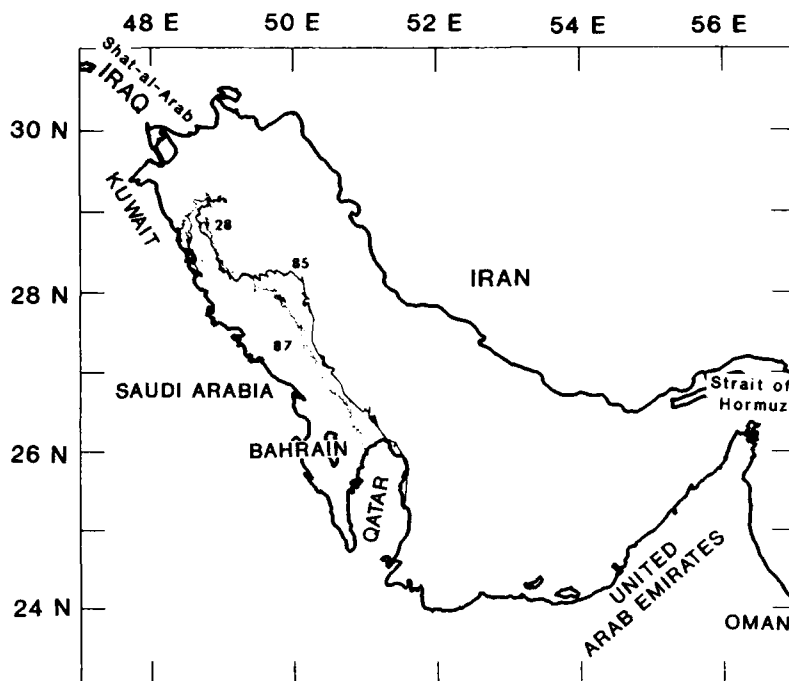 48 E 50 E 52 E 54 E 56 E
Shat-al-Arab
IRAQ
30 N
KUWAIT
28
85
IRAN
28 N
87
SAUDI ARABIA
Strait of
Hormuz
BAHRAIN
26 N
QATAR
UNITED
ARAB EMIRATES
24 N
OMAN